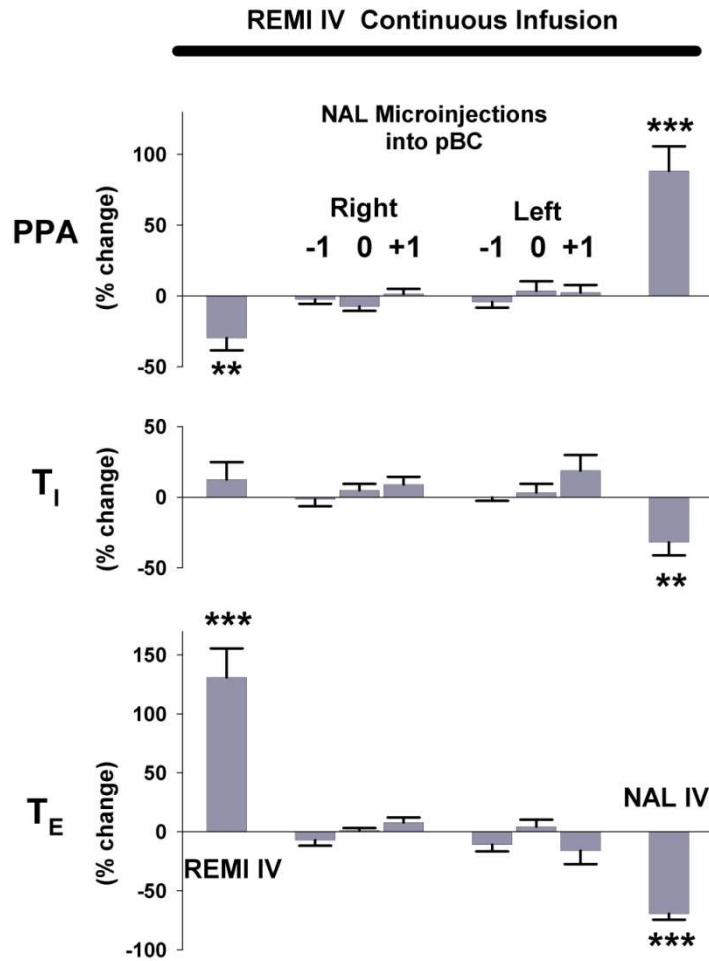 REMI IV Continuous Infusion
NAL Microinjections
into pBC
***
Right
Left
-1 0 +1
-1 0 +1
PPA
(% change)
100
50
0
-50
**
T_I
(% change)
50
0
-50
**
***
T_E
(% change)
150
100
50
0
-50
-100
REMI IV
NAL IV
***